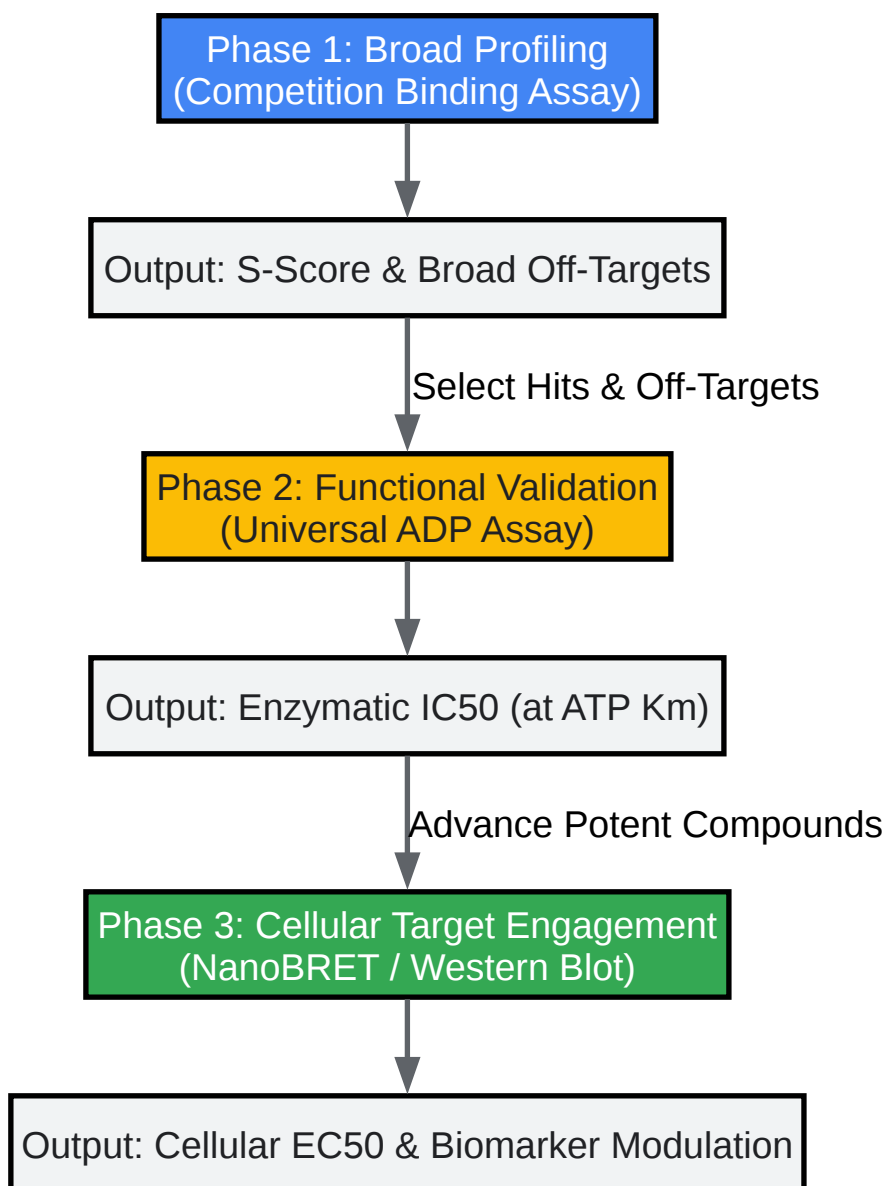 Phase 1: Broad Profiling
(Competition Binding Assay)
Output: S-Score & Broad Off-Targets
Select Hits & Off-Targets
Phase 2: Functional Validation
(Universal ADP Assay)
Output: Enzymatic IC50 (at ATP Km)
Advance Potent Compounds
Phase 3: Cellular Target Engagement
(NanoBRET / Western Blot)
Output: Cellular EC50 & Biomarker Modulation